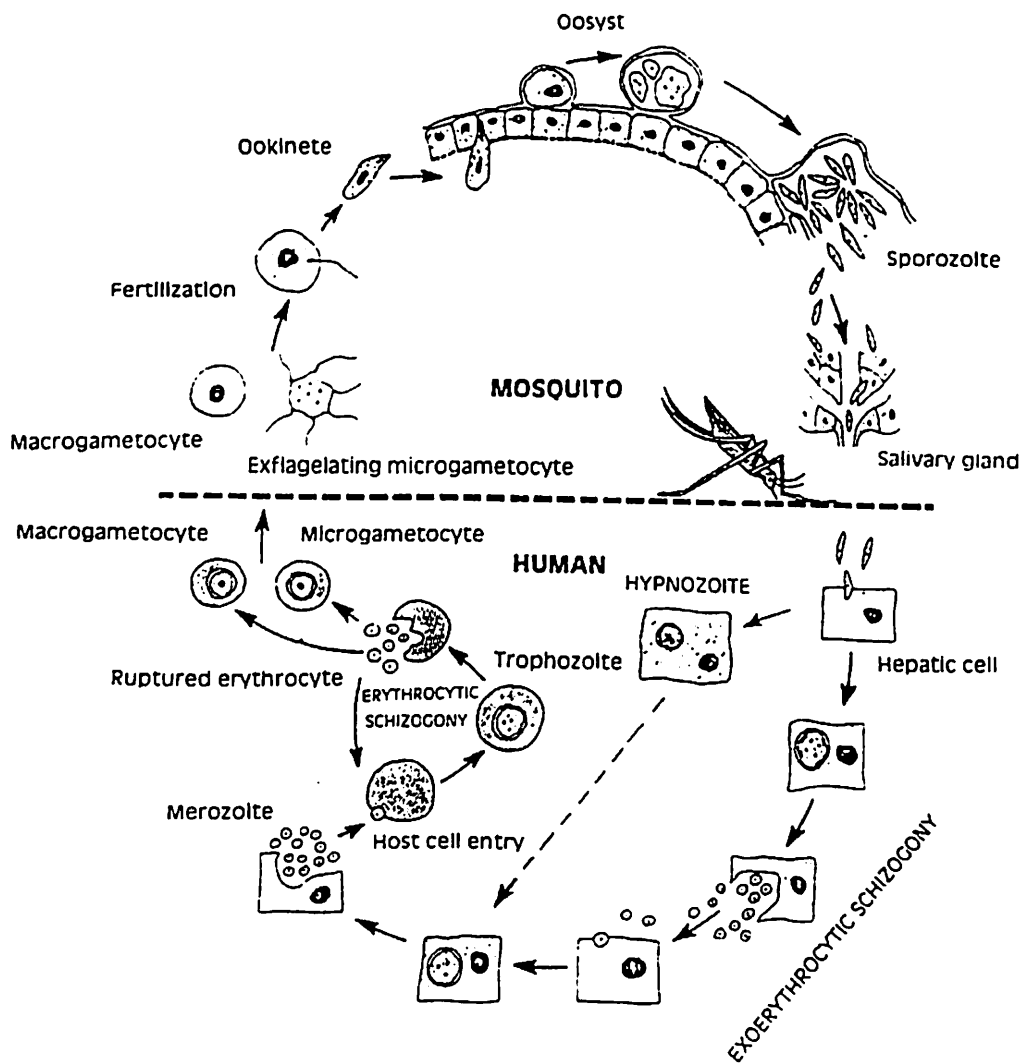 Oosyst
Ookinete
Sporozoite
Fertilization
MOSQUITO
Macrogametocyte
Salivary gland
Exflagelating microgametocyte
Macrogametocyte
Microgametocyte
HUMAN
HYPNOZOITE
Trophozoite
Hepatic cell
Ruptured erythrocyte
ERYTHROCYTIC
SCHIZOGONY
Merozoite
Host cell entry
EXOERYTHROCYTIC SCHIZOGONY